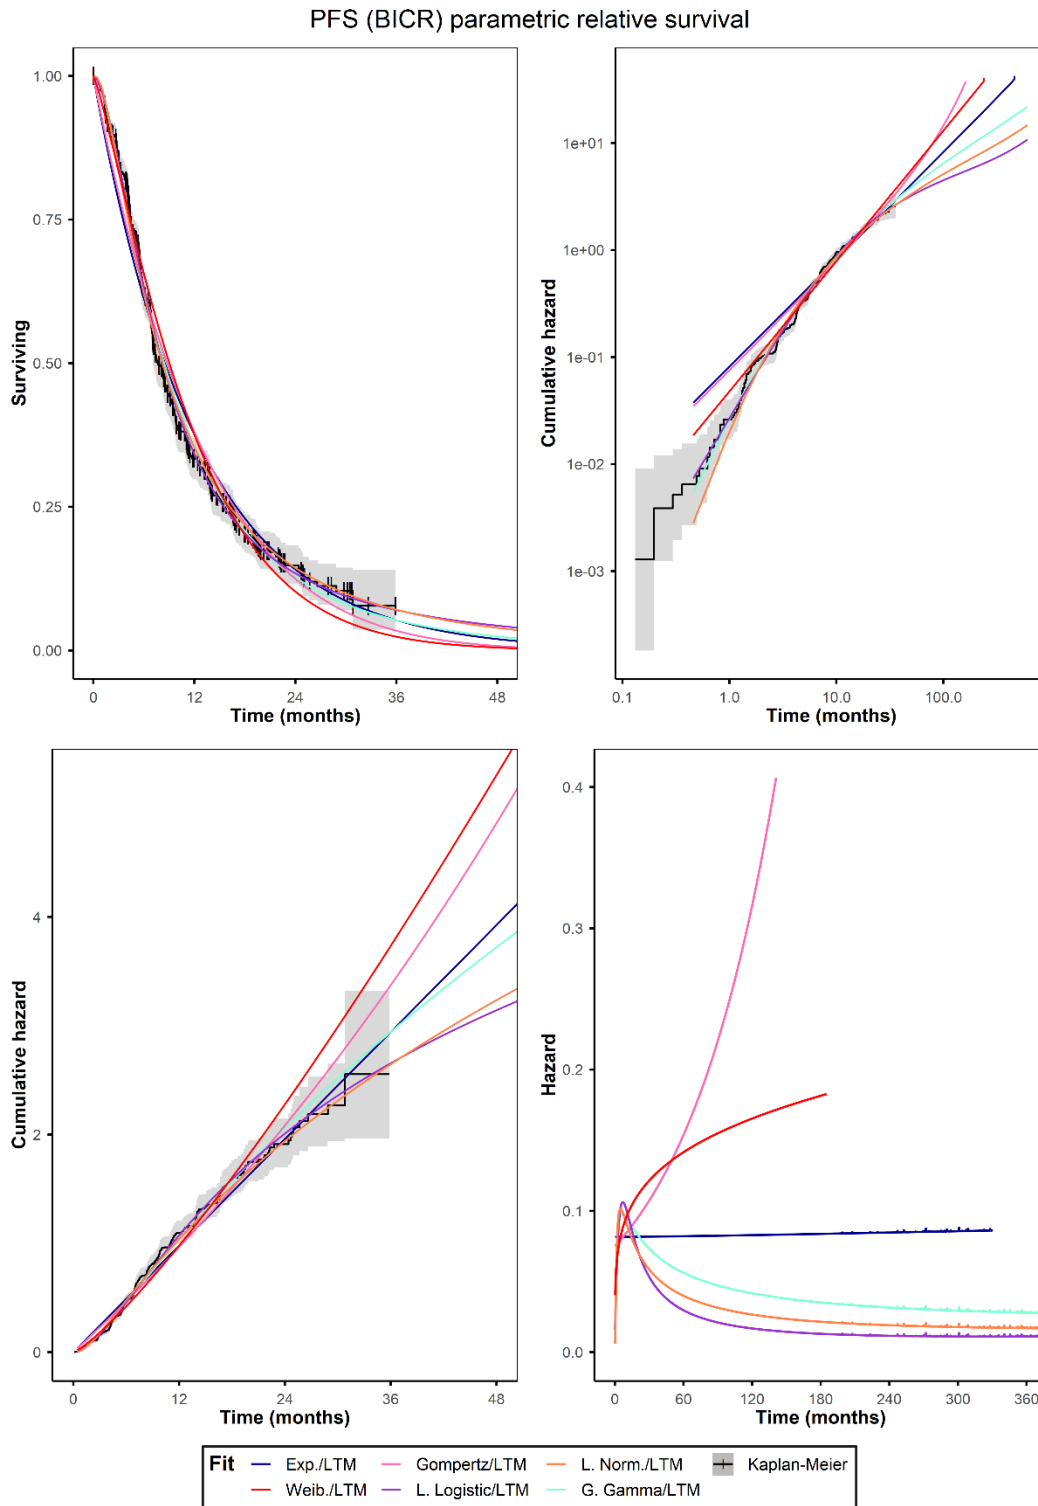 PFS (BICR) parametric relative survival
1.00
0.75
0.50
0.25
0.00
Surviving
0 12 24 36 48
Time (months)
1e+01
1e+00
1e-01
1e-02
1e-03
Cumulative hazard
0.1 1.0 10.0 100.0
Time (months)
4
2
0
Cumulative hazard
0 12 24 36 48
Time (months)
0.4
0.3
0.2
0.1
0.0
Hazard
0 60 120 180 240 300 360
Time (months)
Fit Exp./LTM Gompertz/LTM L. Norm./LTM Kaplan-Meier
Weib./LTM L. Logistic/LTM G. Gamma/LTM